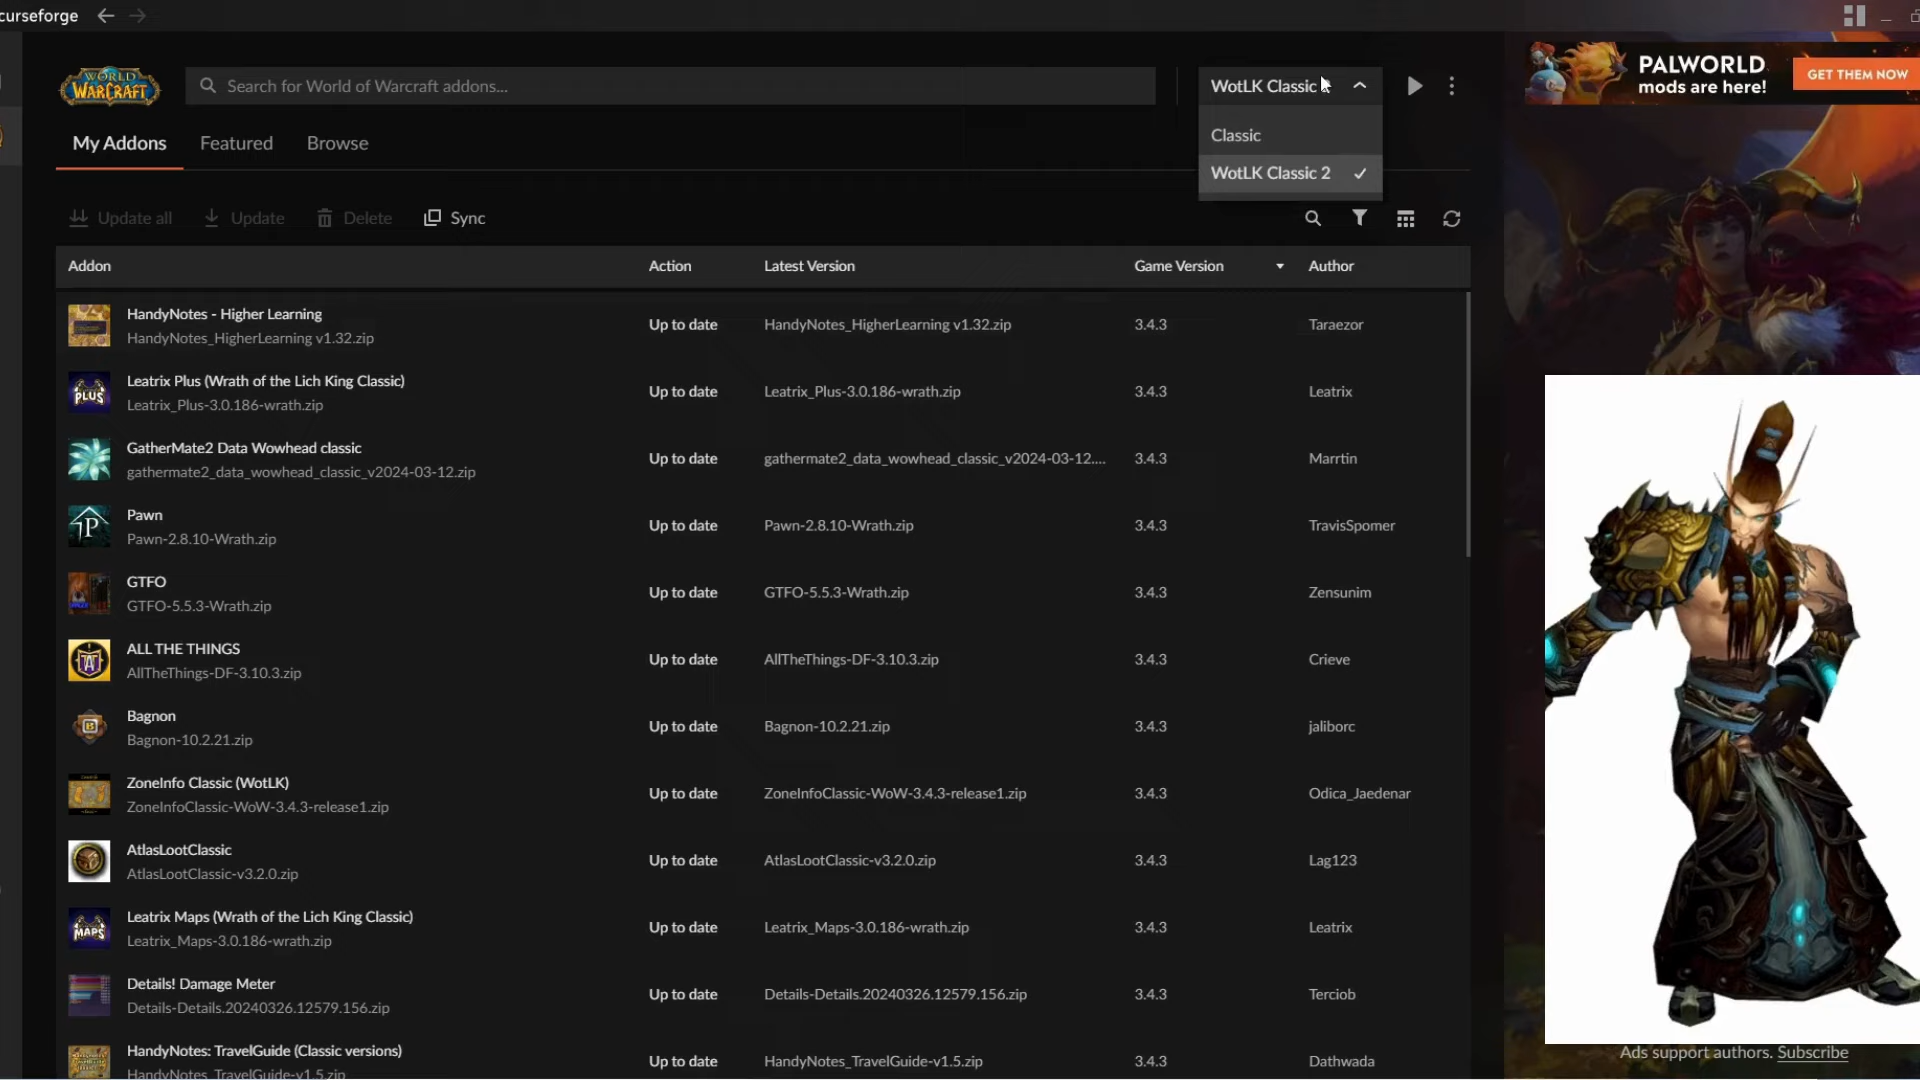 curseforge
WORLD
WARCRAFT
Search for World of Warcraft addons...
WotLK Classic
Classic
WotLK Classic 2
PALWORLD
mods are here!
GET THEM NOW
My Addons Featured Browse
Update all Update Delete Sync
Addon Action Latest Version Game Version Author
HandyNotes - Higher Learning
HandyNotes_HigherLearning v1.32.zip
Up to date HandyNotes_HigherLearning v1.32.zip 3.4.3 Taraezor
Leatrix Plus (Wrath of the Lich King Classic)
Leatrix_Plus-3.0.186-wrath.zip
Up to date Leatrix_Plus-3.0.186-wrath.zip 3.4.3 Leatrix
GatherMate2 Data Wowhead classic
gathermate2_data_wowhead_classic_v2024-03-12.zip
Up to date gathermate2_data_wowhead_classic_v2024-03-12.... 3.4.3 Marrtin
Pawn
Pawn-2.8.10-Wrath.zip
Up to date Pawn-2.8.10-Wrath.zip 3.4.3 TravisSpomer
GTFO
GTFO-5.5.3-Wrath.zip
Up to date GTFO-5.5.3-Wrath.zip 3.4.3 Zensunim
ALL THE THINGS
AllTheThings-DF-3.10.3.zip
Up to date AllTheThings-DF-3.10.3.zip 3.4.3 Crieve
Bagnon
Bagnon-10.2.21.zip
Up to date Bagnon-10.2.21.zip 3.4.3 jaliborc
ZoneInfo Classic (WotLK)
ZoneInfoClassic-WoW-3.4.3-release1.zip
Up to date ZoneInfoClassic-WoW-3.4.3-release1.zip 3.4.3 Odica_Jaedenar
AtlasLootClassic
AtlasLootClassic-v3.2.0.zip
Up to date AtlasLootClassic-v3.2.0.zip 3.4.3 Lag123
Leatrix Maps (Wrath of the Lich King Classic)
Leatrix_Maps-3.0.186-wrath.zip
Up to date Leatrix_Maps-3.0.186-wrath.zip 3.4.3 Leatrix
Details! Damage Meter
Details-Details.20240326.12579.156.zip
Up to date Details-Details.20240326.12579.156.zip 3.4.3 Terciob
HandyNotes: TravelGuide (Classic versions)
HandyNotes_TravelGuide-v1.5.zip
Up to date HandyNotes_TravelGuide-v1.5.zip 3.4.3 Dathwada
PLUS
MAPS
Ads support authors. Subscribe